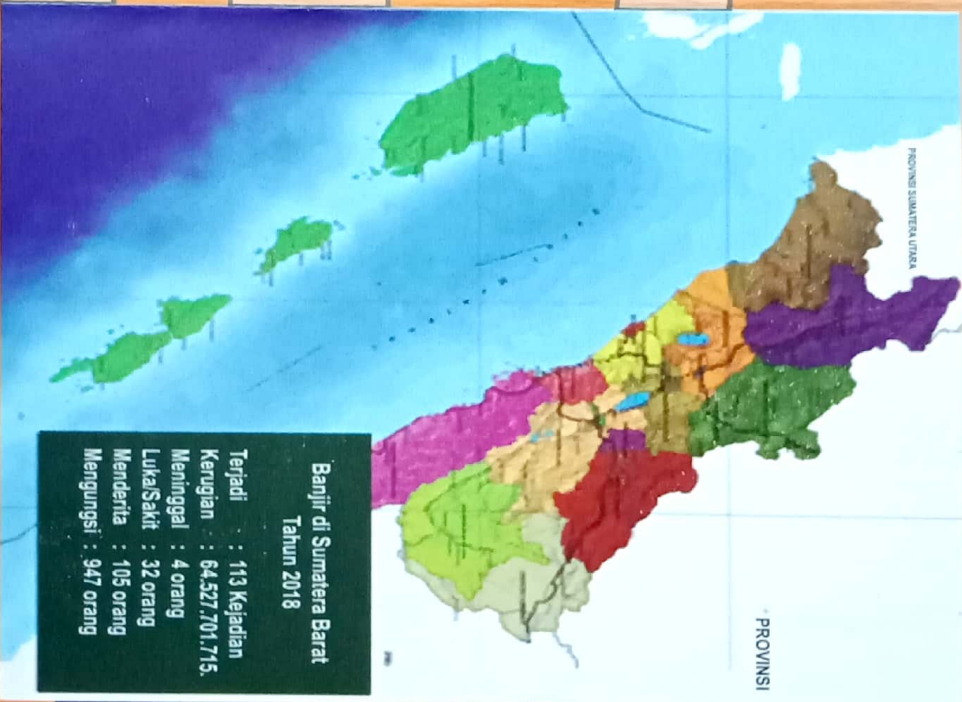 PROVINSI SUMATERA UTARA
PROVINSI
Banjir di Sumatera Barat
Tahun 2018
Terjadi : 113 Kejadian
Kerugian : 64.527.701.715.
Meninggal : 4 orang
Luka/Sakit : 32 orang
Menderita : 105 orang
Mengungsi : 947 orang